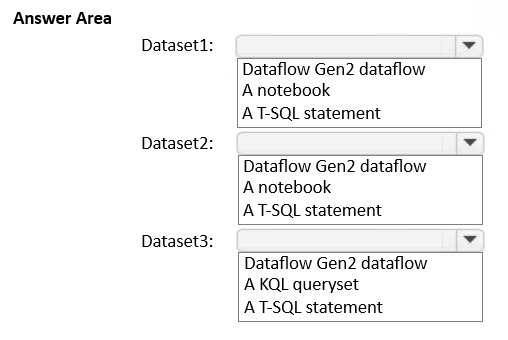 Answer Area
Dataset1:
Dataflow Gen2 dataflow
A notebook
A T-SQL statement
Dataset2:
Dataflow Gen2 dataflow
A notebook
A T-SQL statement
Dataset3:
Dataflow Gen2 dataflow
A KQL queryset
A T-SQL statement